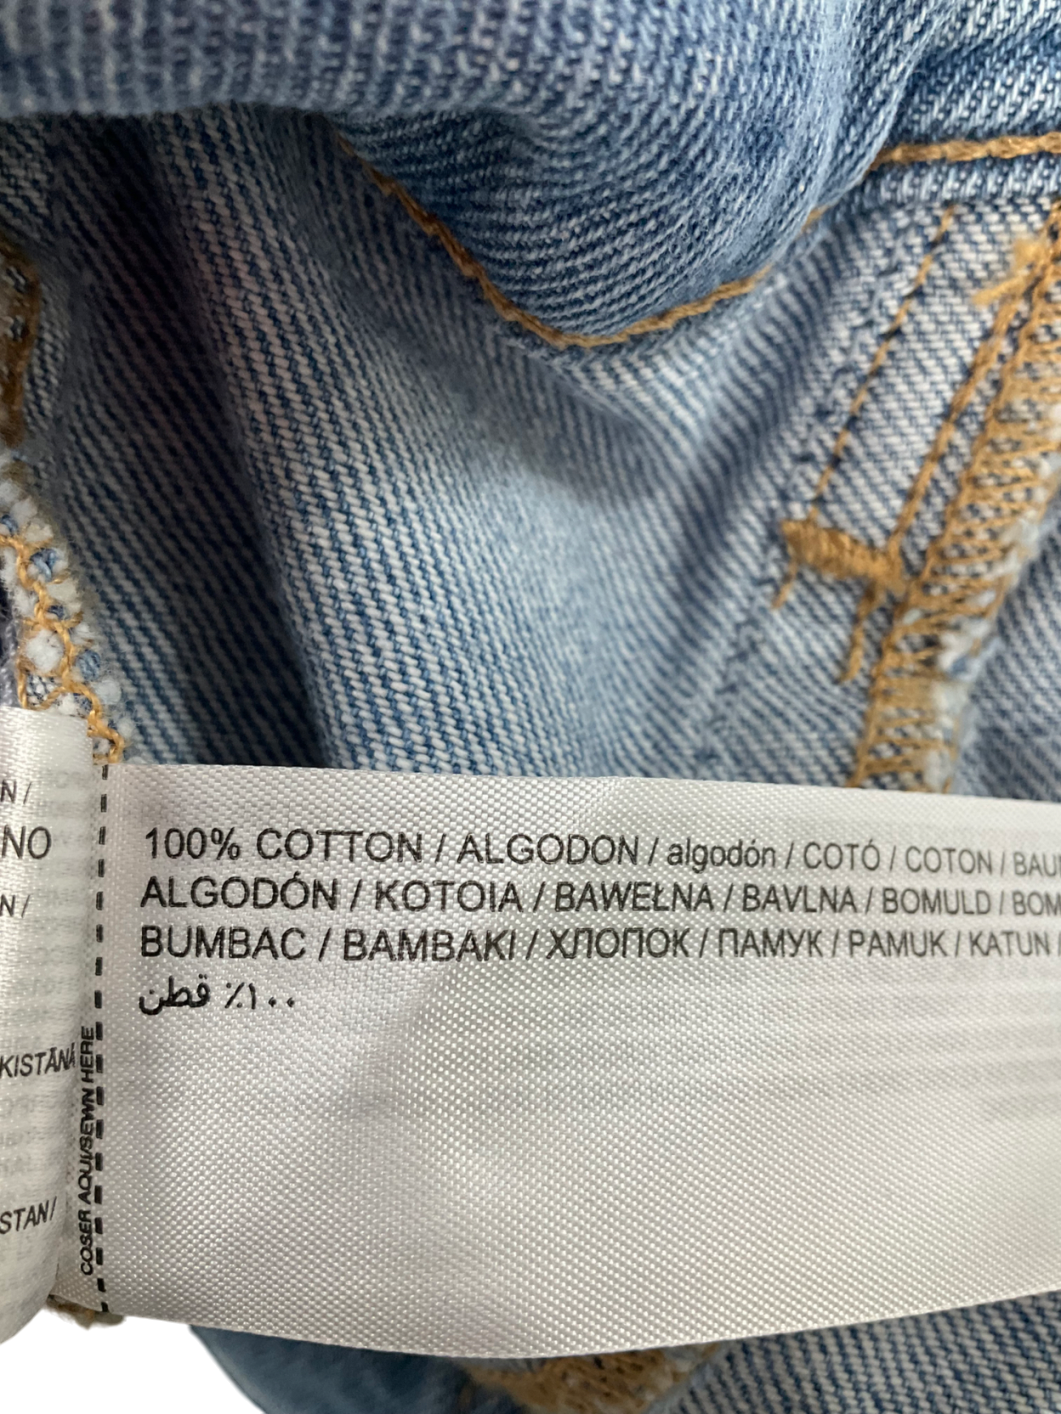 100% COTTON / ALGODON / algodón / COTÓ / COTON /
ALGODÓN / KOTOIA / BAWEŁNA / BAVLNA / BOMULD /
BUMBAC / BAMBAKI / ХЛОПОК / ПАМУК / PAMUK / KATUN
١٠٠٪ قطن
COSER AQUI/SEWN HERE